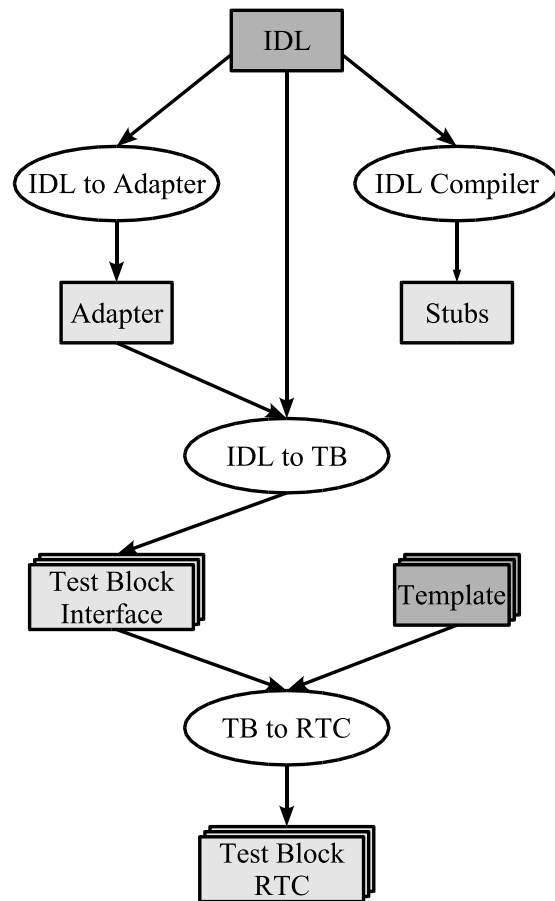 IDL
IDL to Adapter
IDL Compiler
Adapter
Stubs
IDL to TB
Test Block
Interface
Template
TB to RTC
Test Block
RTC